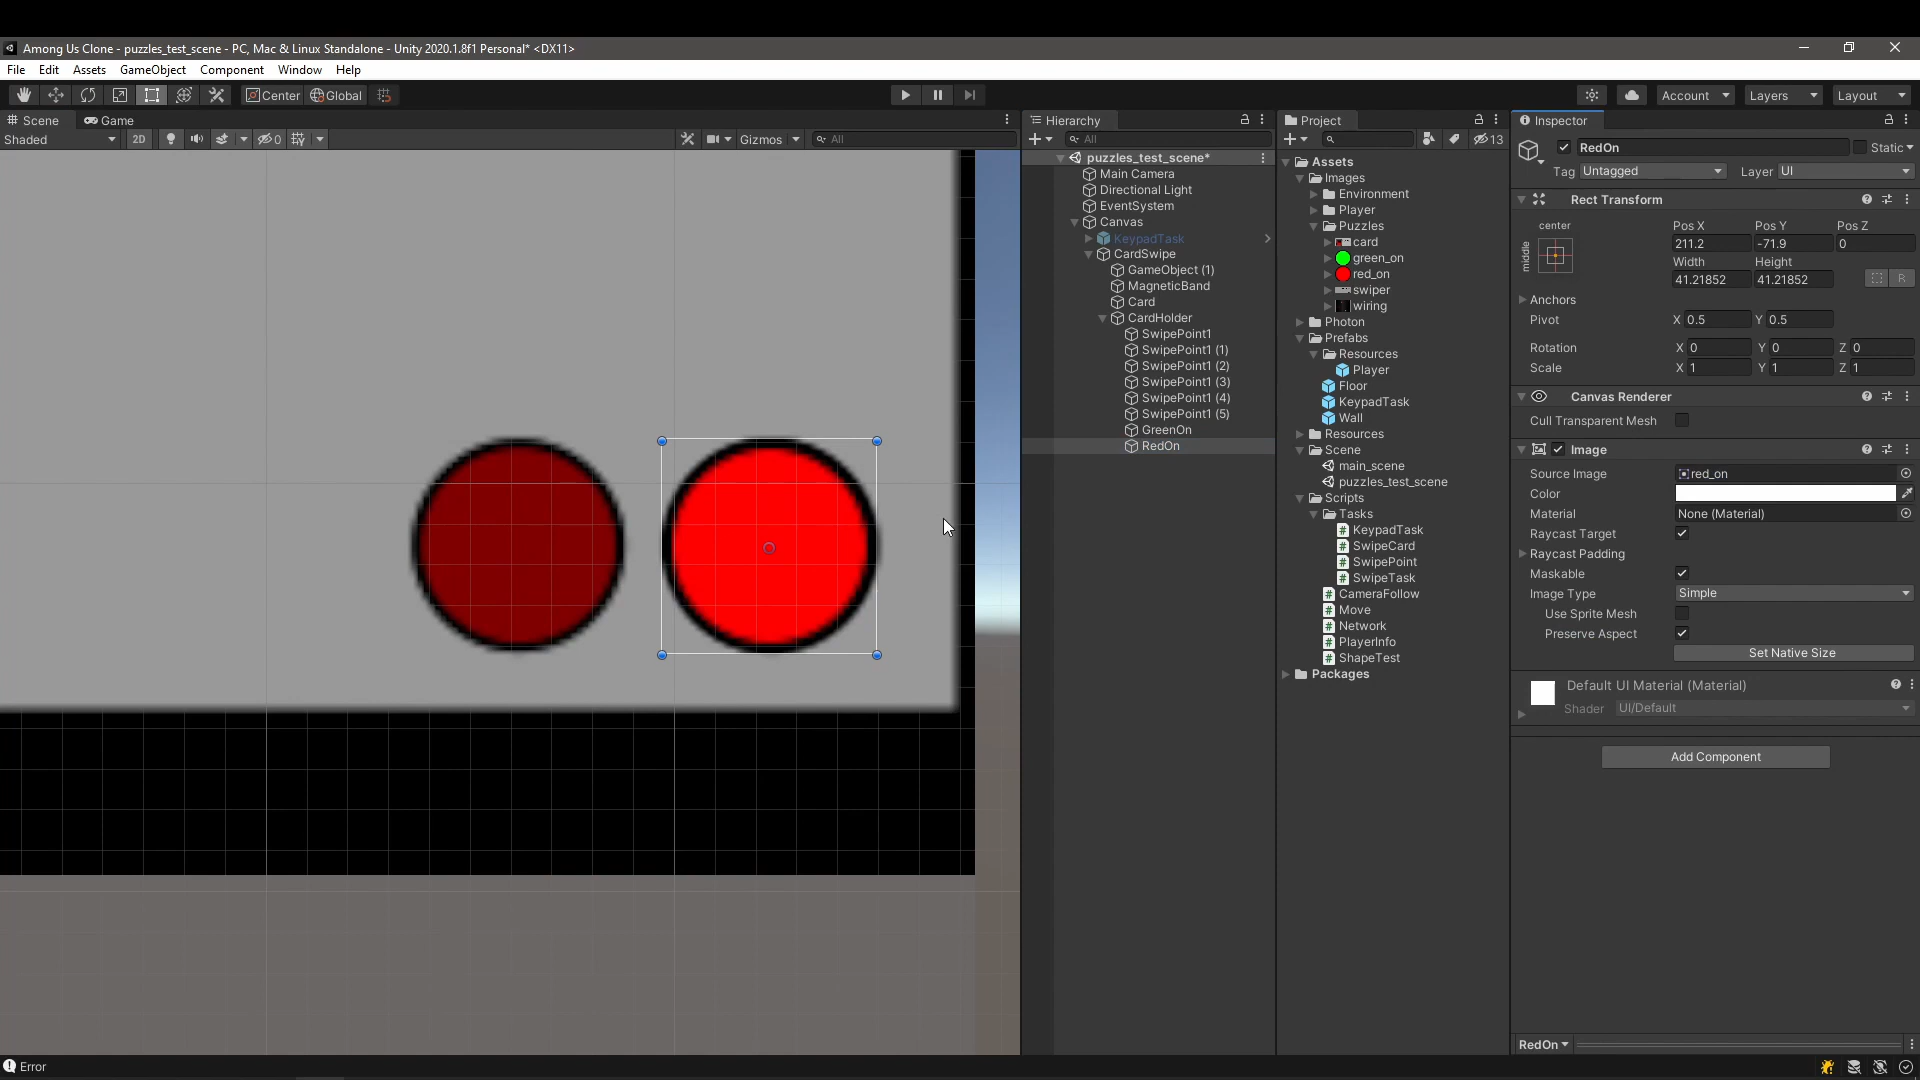 Among Us Clone - puzzles_test_scene - PC, Mac & Linux Standalone - Unity 2020.1.8f1 Personal* <DX11>
File Edit Assets GameObject Component Window Help
Center Global Account Layers Layout
Scene Game
Shaded 2D 0 Gizmos All
Hierarchy
All
puzzles_test_scene*
Main Camera
Directional Light
EventSystem
Canvas
KeypadTask
CardSwipe
GameObject (1)
MagneticBand
Card
CardHolder
SwipePoint1
SwipePoint1 (1)
SwipePoint1 (2)
SwipePoint1 (3)
SwipePoint1 (4)
SwipePoint1 (5)
GreenOn
RedOn
Project
13
Assets
Images
Environment
Player
Puzzles
card
green_on
red_on
swiper
wiring
Photon
Prefabs
Resources
Player
Floor
KeypadTask
Wall
Resources
Scene
main_scene
puzzles_test_scene
Scripts
Tasks
KeypadTask
SwipeCard
SwipePoint
SwipeTask
CameraFollow
Move
Network
PlayerInfo
ShapeTest
Packages
Inspector
RedOn Static
Tag Untagged Layer UI
Rect Transform
center Pos X Pos Y Pos Z
middle 211.2 -71.9 0
Width Height
41.21852 41.21852 R
Anchors
Pivot X 0.5 Y 0.5
Rotation X 0 Y 0 Z 0
Scale X 1 Y 1 Z 1
Canvas Renderer
Cull Transparent Mesh
Image
Source Image red_on
Color
Material None (Material)
Raycast Target
Raycast Padding
Maskable
Image Type Simple
Use Sprite Mesh
Preserve Aspect
Set Native Size
Default UI Material (Material)
Shader UI/Default
Add Component
RedOn
Error